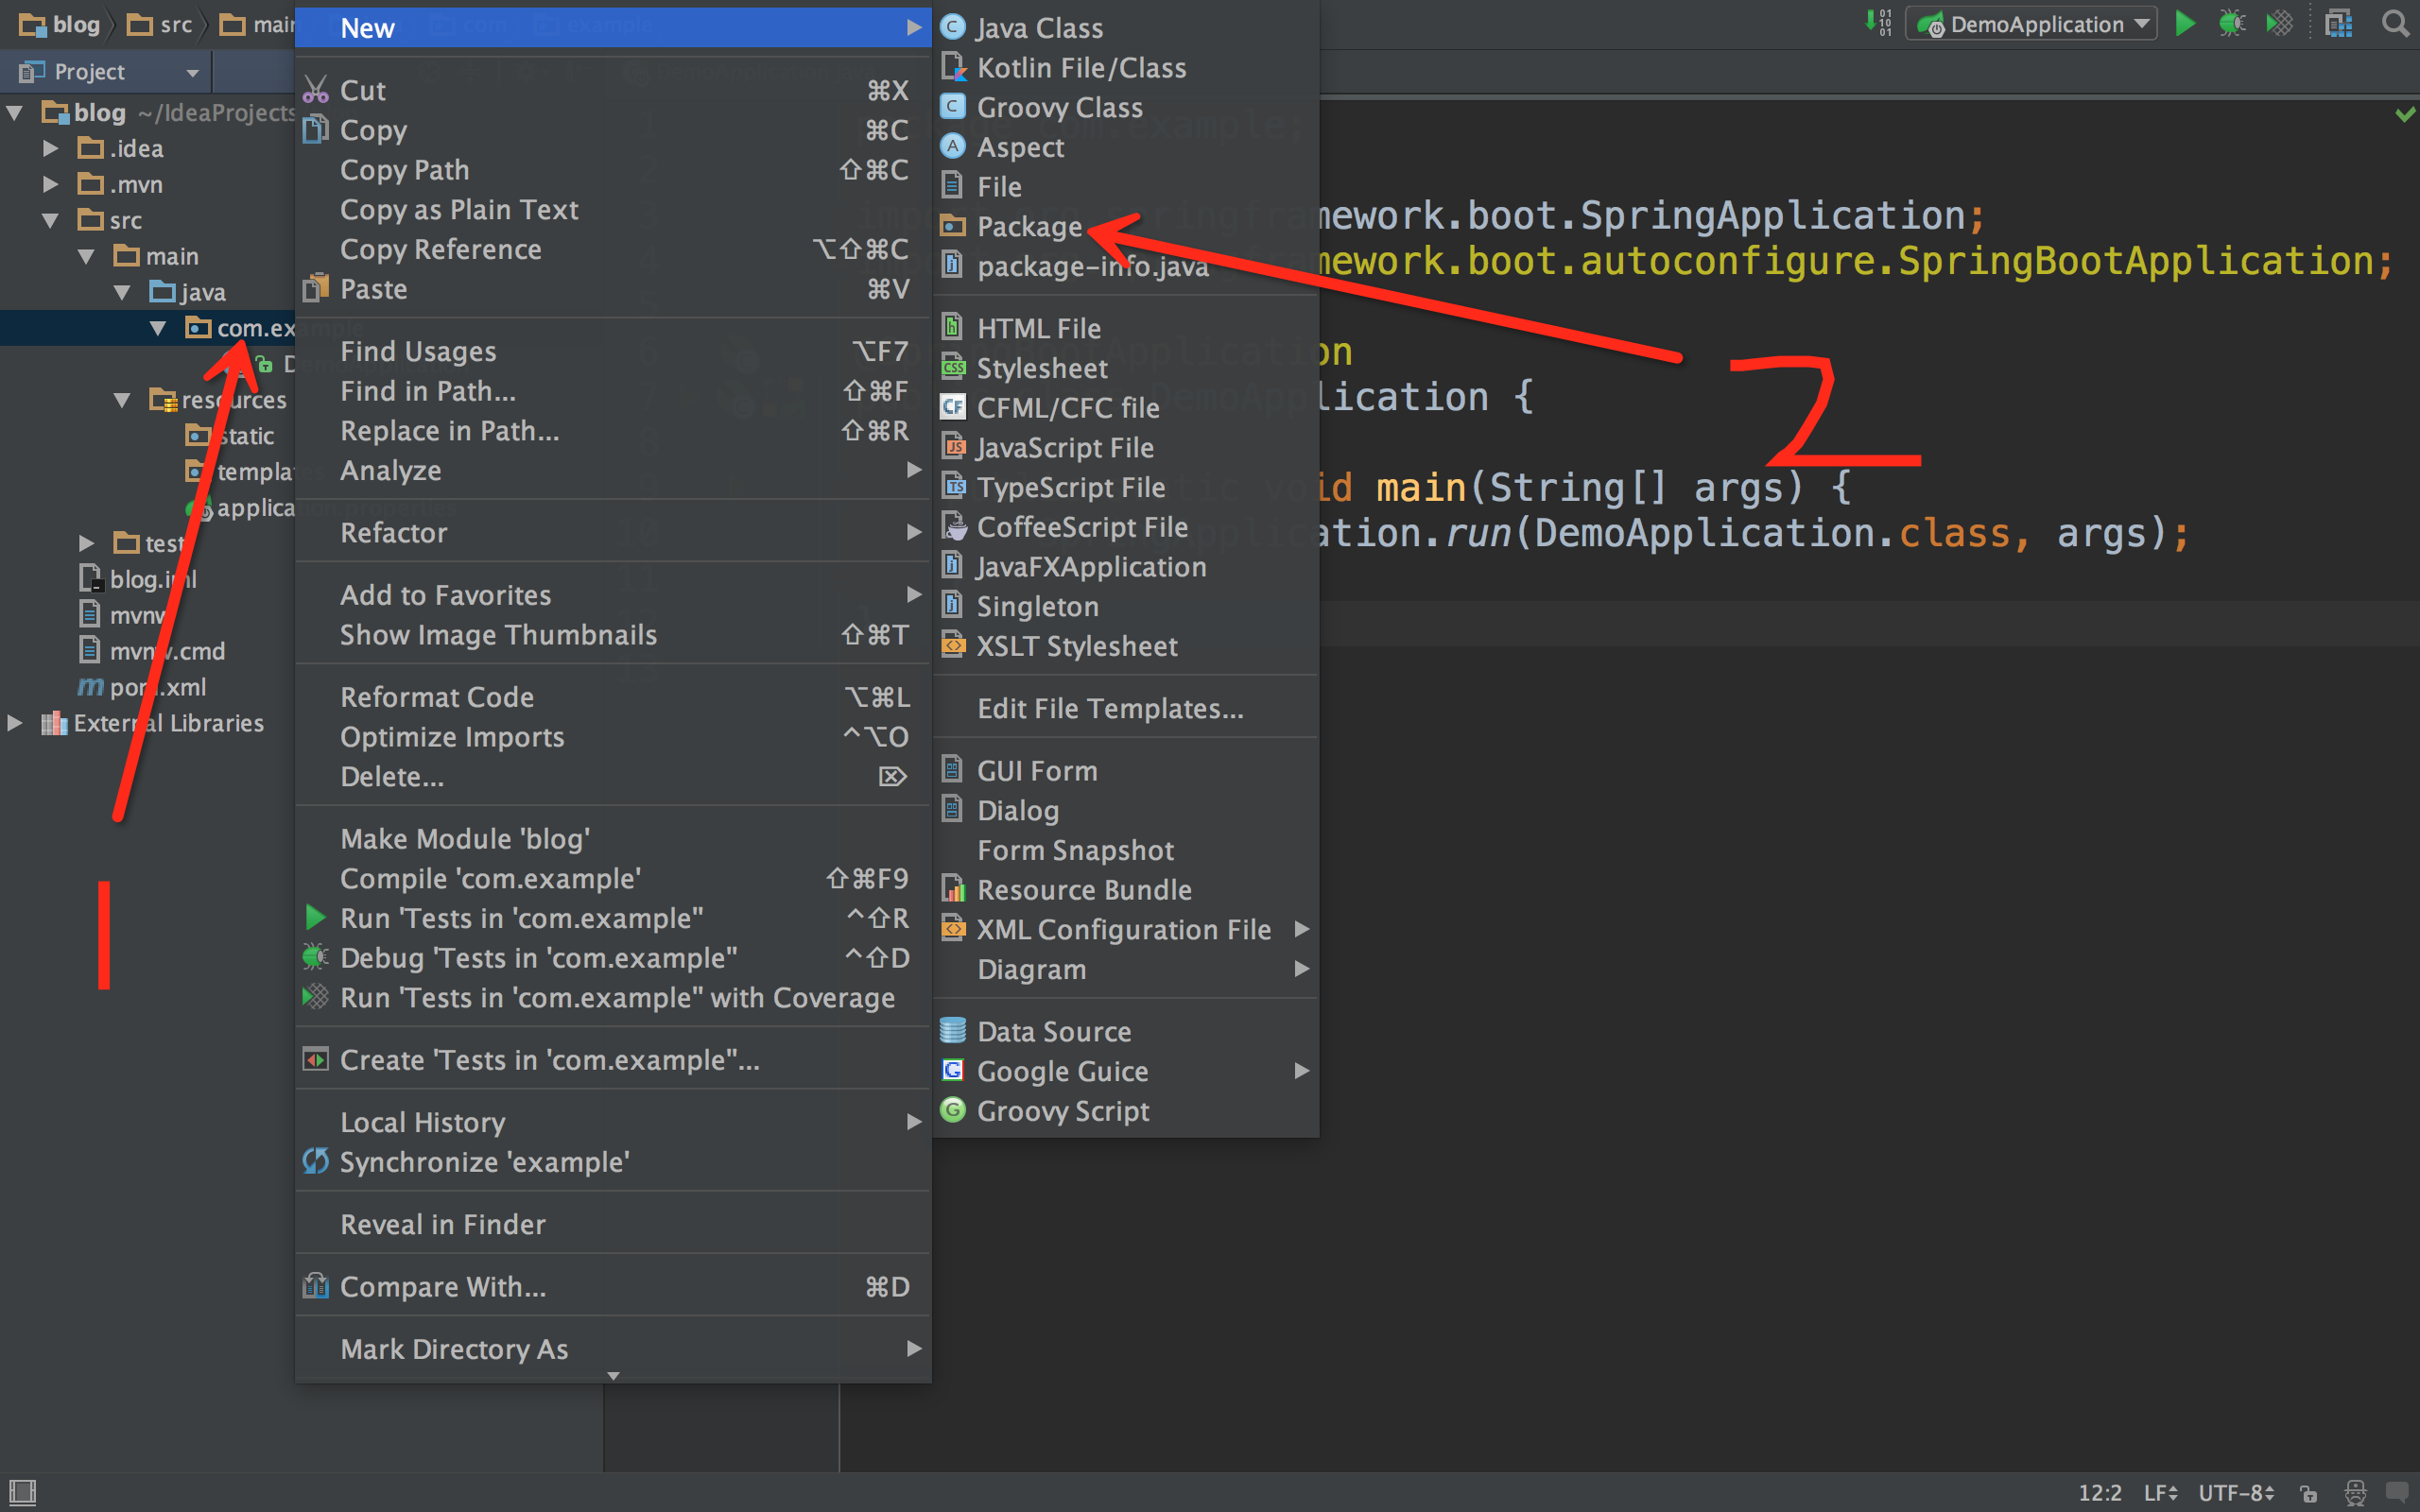 blog src main
DemoApplication
Project
blog ~/IdeaProjects
.idea
.mvn
src
main
java
com.example
resources
static
templates
application.properties
test
blog.iml
mvnw
mvnw.cmd
pom.xml
External Libraries
1
New
Cut ⌘X
Copy ⌘C
Copy Path ⇧⌘C
Copy as Plain Text
Copy Reference ⌥⇧⌘C
Paste ⌘V
Find Usages ⌥F7
Find in Path... ⇧⌘F
Replace in Path... ⇧⌘R
Analyze
Refactor
Add to Favorites
Show Image Thumbnails ⇧⌘T
Reformat Code ⌥⌘L
Optimize Imports ^⌥O
Delete... ⌦
Make Module 'blog'
Compile 'com.example' ⇧⌘F9
Run 'Tests in 'com.example'' ^⇧R
Debug 'Tests in 'com.example'' ^⇧D
Run 'Tests in 'com.example'' with Coverage
Create 'Tests in 'com.example''...
Local History
Synchronize 'example'
Reveal in Finder
Compare With... ⌘D
Mark Directory As
Java Class
Kotlin File/Class
Groovy Class
Aspect
File
Package
package-info.java
HTML File
Stylesheet
CFML/CFC file
JavaScript File
TypeScript File
CoffeeScript File
JavaFXApplication
Singleton
XSLT Stylesheet
Edit File Templates...
GUI Form
Dialog
Form Snapshot
Resource Bundle
XML Configuration File
Diagram
Data Source
Google Guice
Groovy Script
com.example;
mework.boot.SpringApplication;
mework.boot.autoconfigure.SpringBootApplication;
on
lication {
id main(String[] args) {
ation.run(DemoApplication.class, args);
2
12:2 LF UTF-8